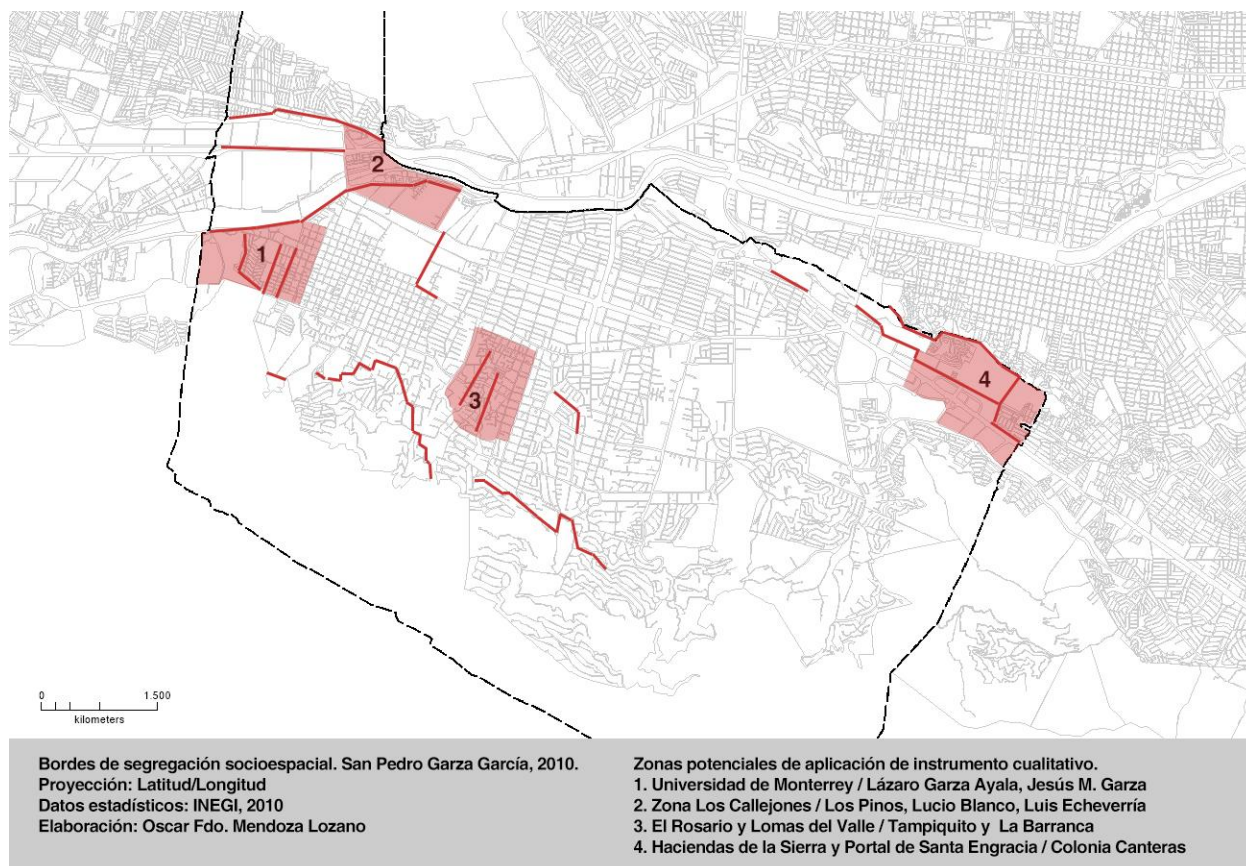 2
1
4
3
0 1.500
kilometers
Bordes de segregación socioespacial. San Pedro Garza García, 2010.
Proyección: Latitud/Longitud
Datos estadísticos: INEGI, 2010
Elaboración: Oscar Fdo. Mendoza Lozano
Zonas potenciales de aplicación de instrumento cualitativo.
1. Universidad de Monterrey / Lázaro Garza Ayala, Jesús M. Garza
2. Zona Los Callejones / Los Pinos, Lucio Blanco, Luis Echeverría
3. El Rosario y Lomas del Valle / Tampiquito y La Barranca
4. Haciendas de la Sierra y Portal de Santa Engracia / Colonia Canteras